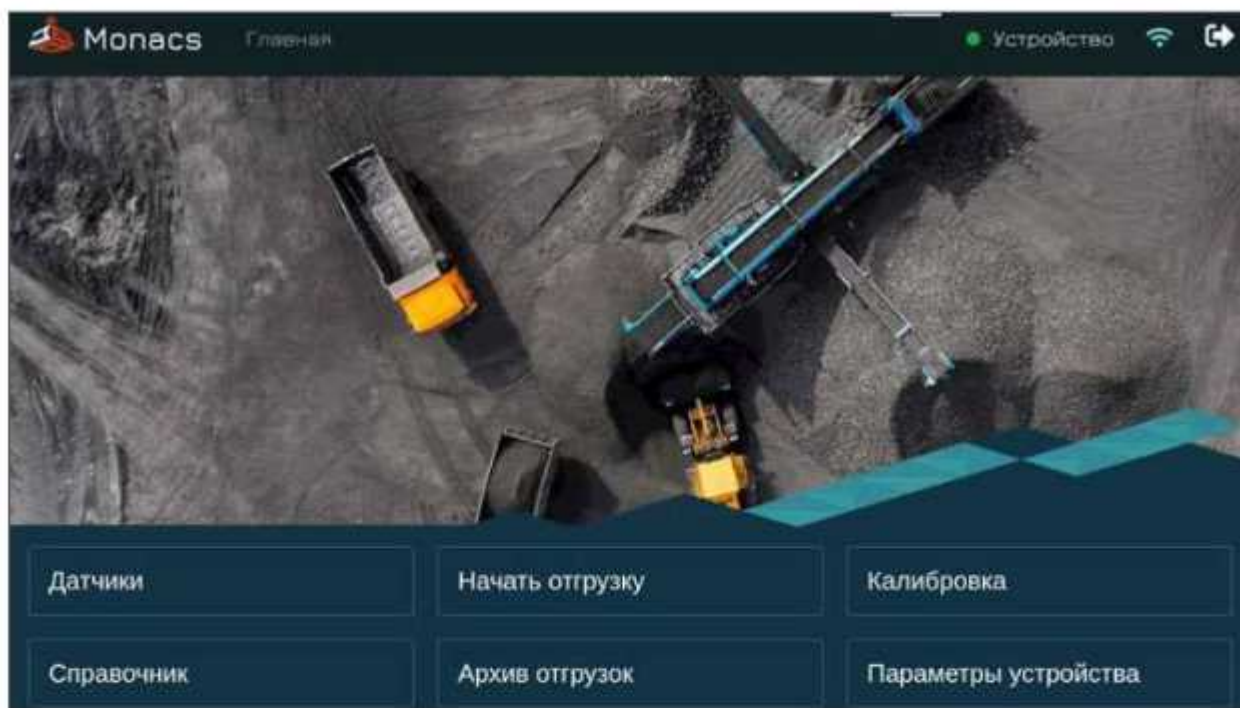 Monacs Главная Устройство
Датчики Начать отгрузку Калибровка
Справочник Архив отгрузок Параметры устройства